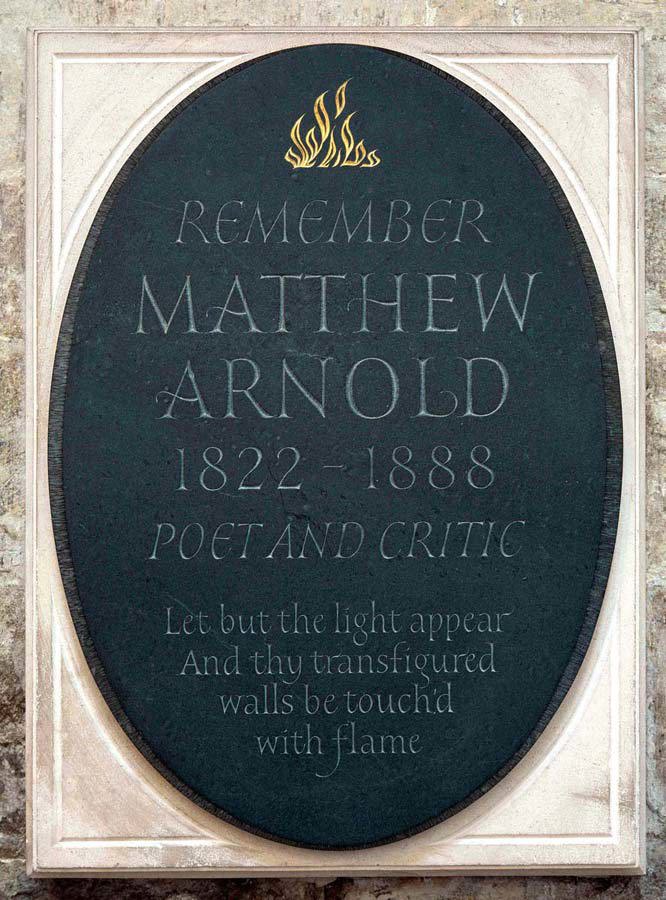 REMEMBER
MATTHEW
ARNOLD
1822 – 1888
POET AND CRITIC
Let but the light appear
And thy transfigured
walls be touch'd
with flame